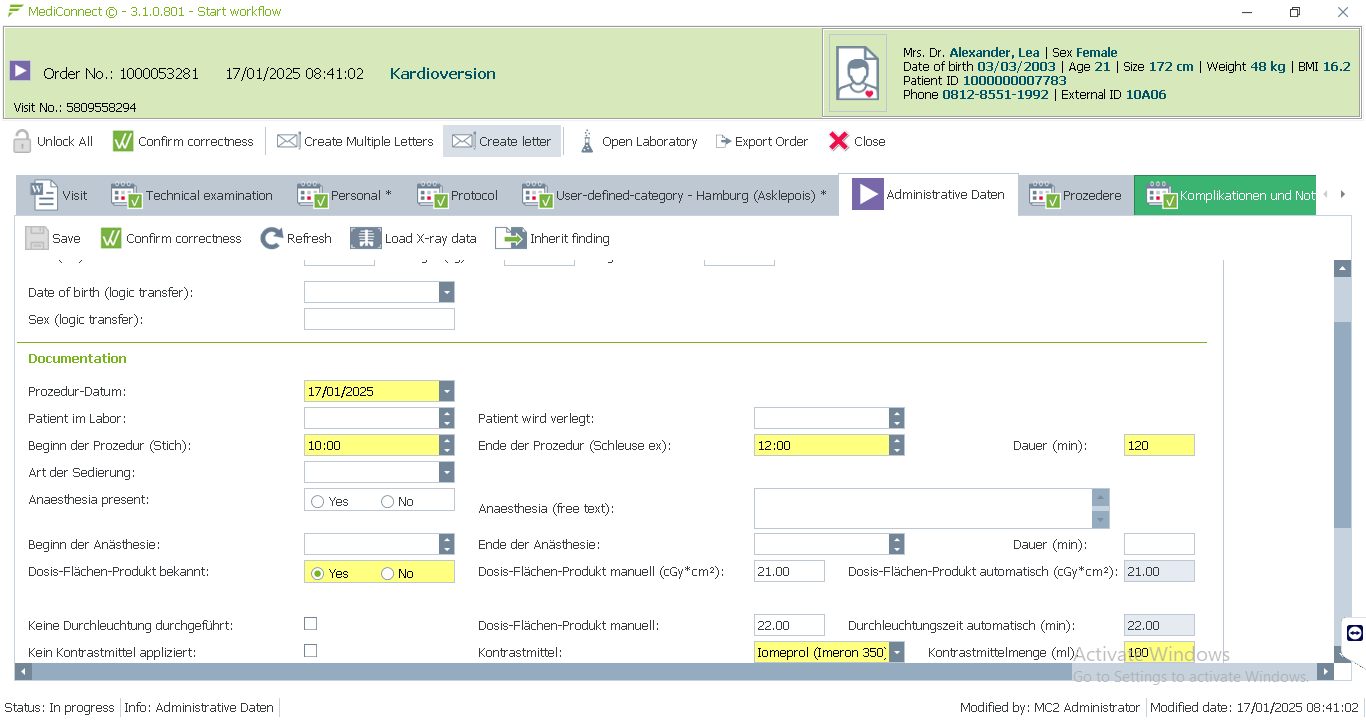 MediConnect © - 3.1.0.801 - Start workflow
Order No.: 1000053281 17/01/2025 08:41:02 Kardioversion
Visit No.: 5809558294
Mrs. Dr. Alexander, Lea | Sex Female
Date of birth 03/03/2003 | Age 21 | Size 172 cm | Weight 48 kg | BMI 16.2
Patient ID 1000000007783
Phone 0812-8551-1992 | External ID 10A06
Unlock All Confirm correctness Create Multiple Letters Create letter Open Laboratory Export Order Close
Visit Technical examination Personal * Protocol User-defined-category - Hamburg (Asklepois) * Administrative Daten Prozedere Komplikationen und Not
Save Confirm correctness Refresh Load X-ray data Inherit finding
Date of birth (logic transfer):
Sex (logic transfer):
Documentation
Prozedur-Datum: 17/01/2025
Patient im Labor: Patient wird verlegt:
Beginn der Prozedur (Stich): 10:00 Ende der Prozedur (Schleuse ex): 12:00 Dauer (min): 120
Art der Sedierung:
Anaesthesia present: Yes No Anaesthesia (free text):
Beginn der Anästhesie: Ende der Anästhesie: Dauer (min):
Dosis-Flächen-Produkt bekannt: Yes No Dosis-Flächen-Produkt manuell (cGy*cm²): 21.00 Dosis-Flächen-Produkt automatisch (cGy*cm²): 21.00
Keine Durchleuchtung durchgeführt: Dosis-Flächen-Produkt manuell: 22.00 Durchleuchtungszeit automatisch (min): 22.00
Kein Kontrastmittel appliziert: Kontrastmittel: Iomeprol (Imeron 350) Kontrastmittelmenge (ml): 100
Activate Windows
Go to Settings to activate Windows.
Status: In progress Info: Administrative Daten Modified by: MC2 Administrator Modified date: 17/01/2025 08:41:02